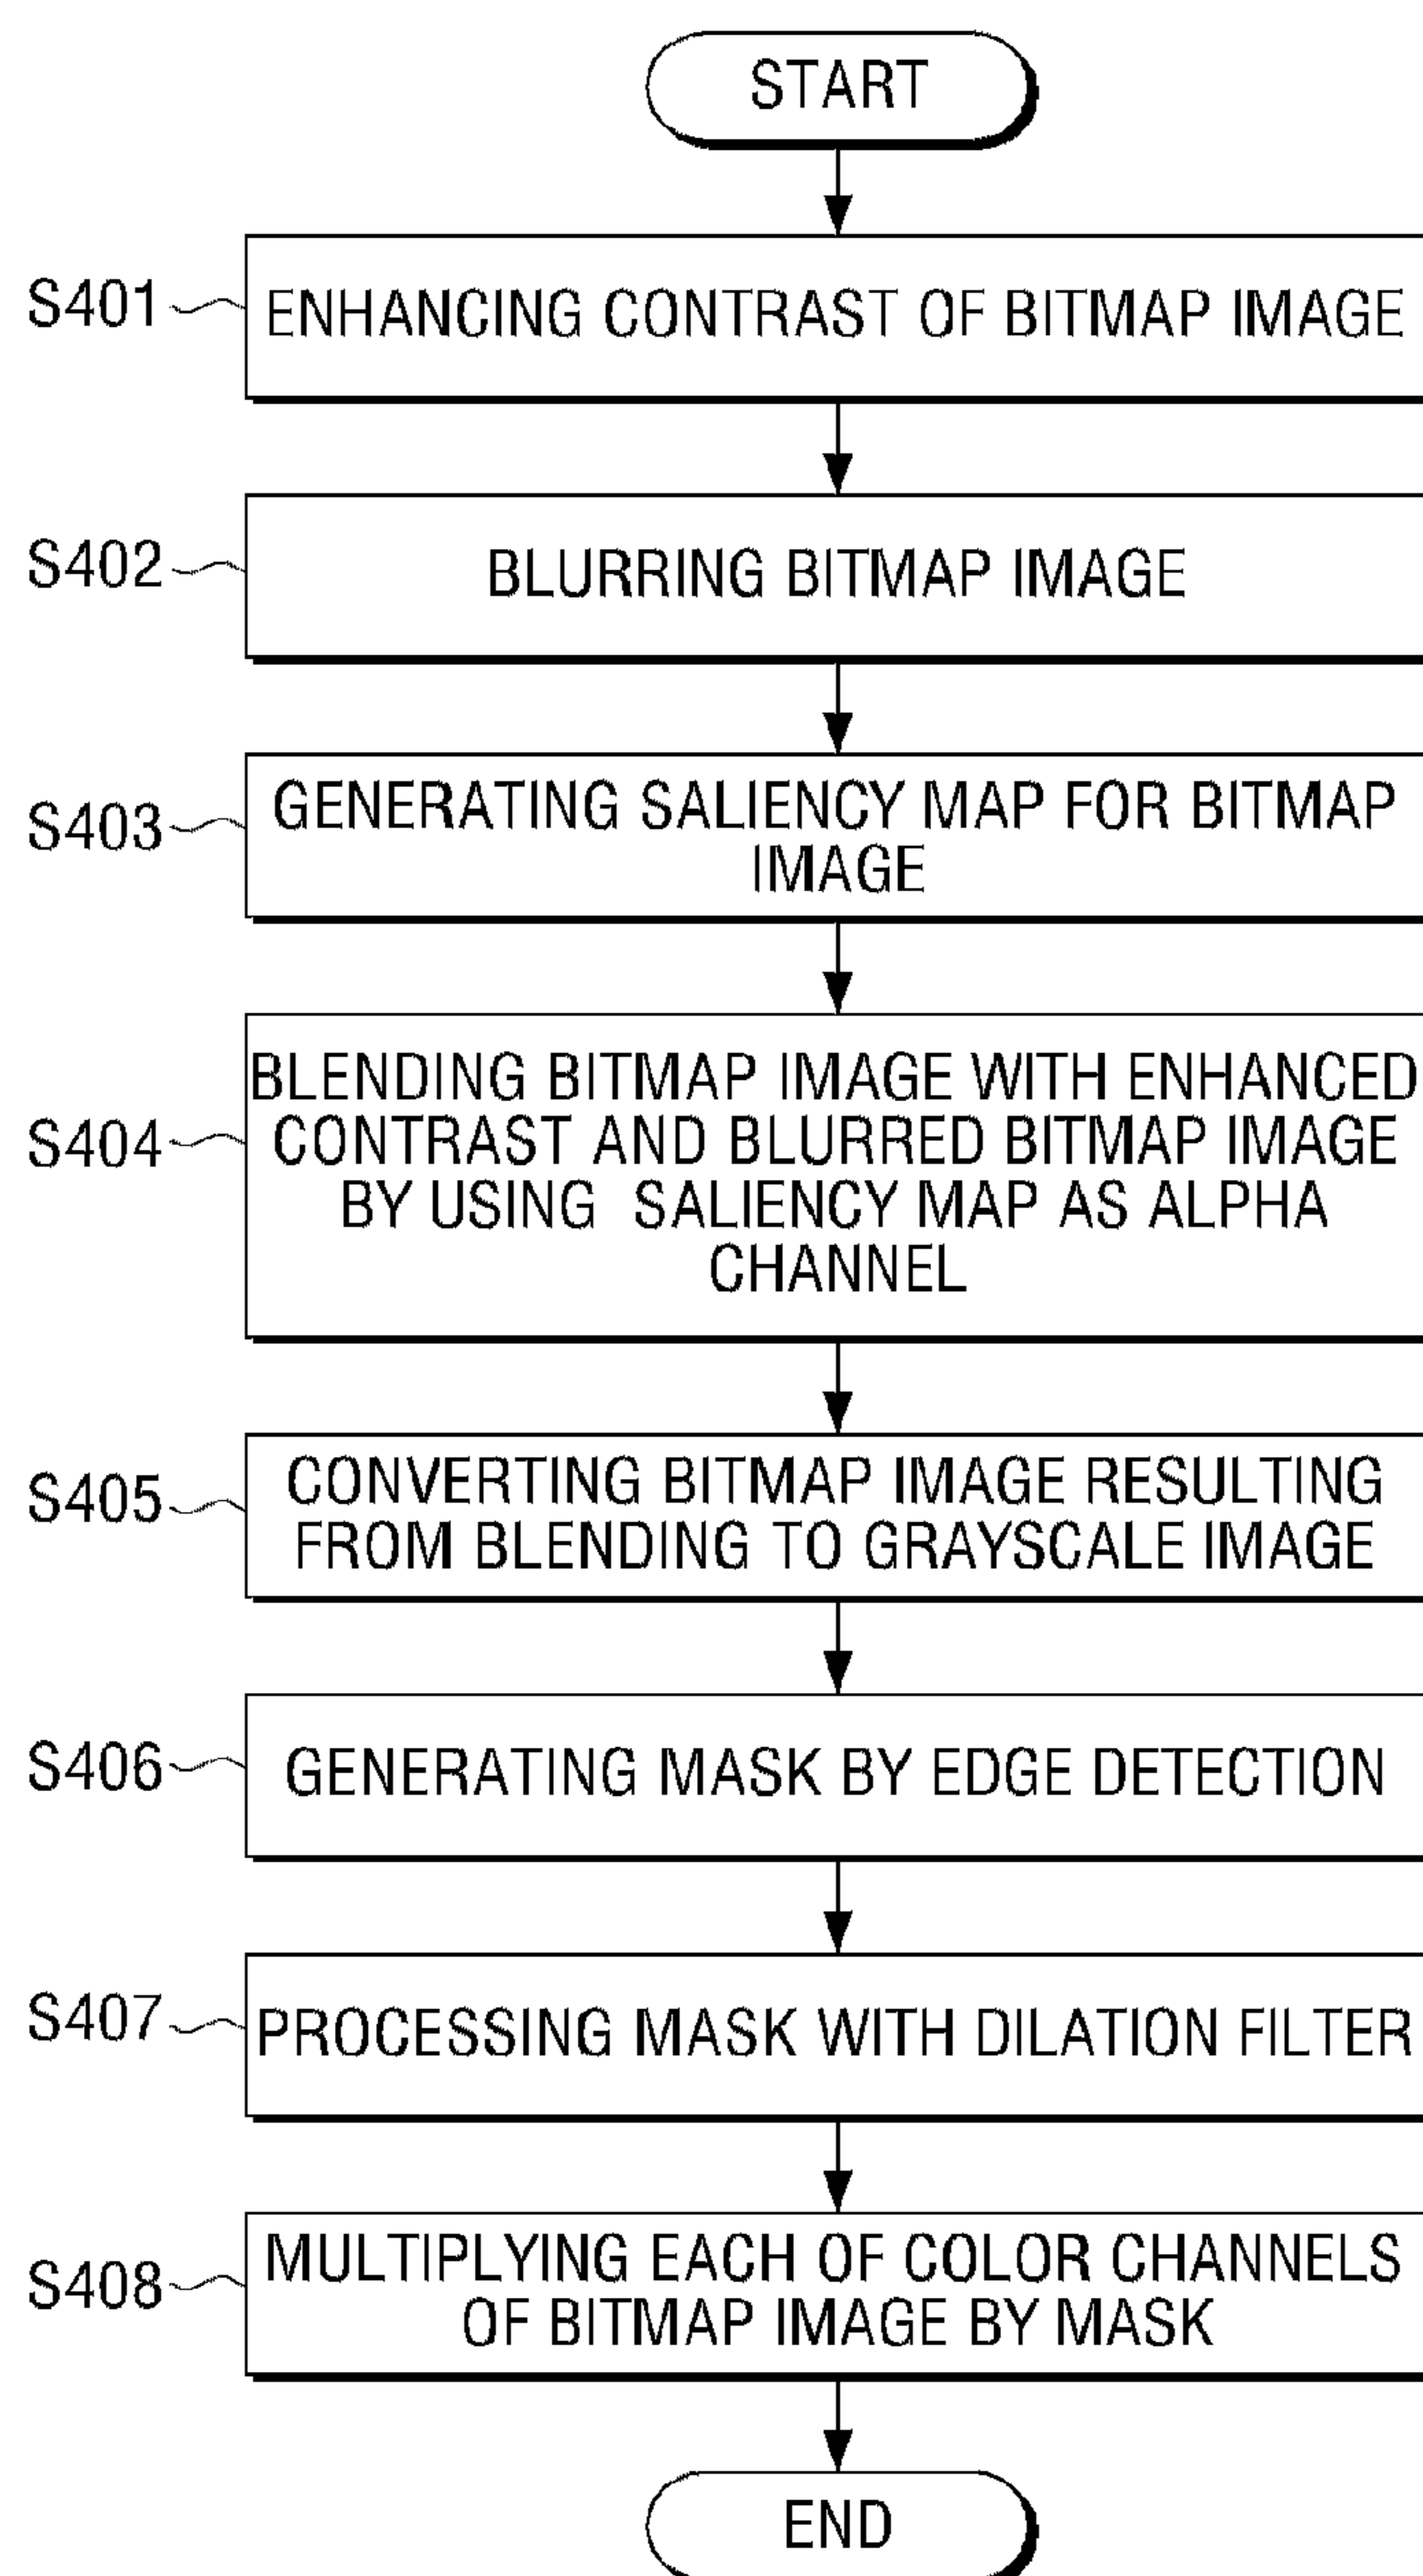 START
S401
ENHANCING CONTRAST OF BITMAP IMAGE
S402
BLURRING BITMAP IMAGE
S403
GENERATING SALIENCY MAP FOR BITMAP
IMAGE
S404
BLENDING BITMAP IMAGE WITH ENHANCED
CONTRAST AND BLURRED BITMAP IMAGE
BY USING SALIENCY MAP AS ALPHA
CHANNEL
S405
CONVERTING BITMAP IMAGE RESULTING
FROM BLENDING TO GRAYSCALE IMAGE
S406
GENERATING MASK BY EDGE DETECTION
S407
PROCESSING MASK WITH DILATION FILTER
S408
MULTIPLYING EACH OF COLOR CHANNELS
OF BITMAP IMAGE BY MASK
END